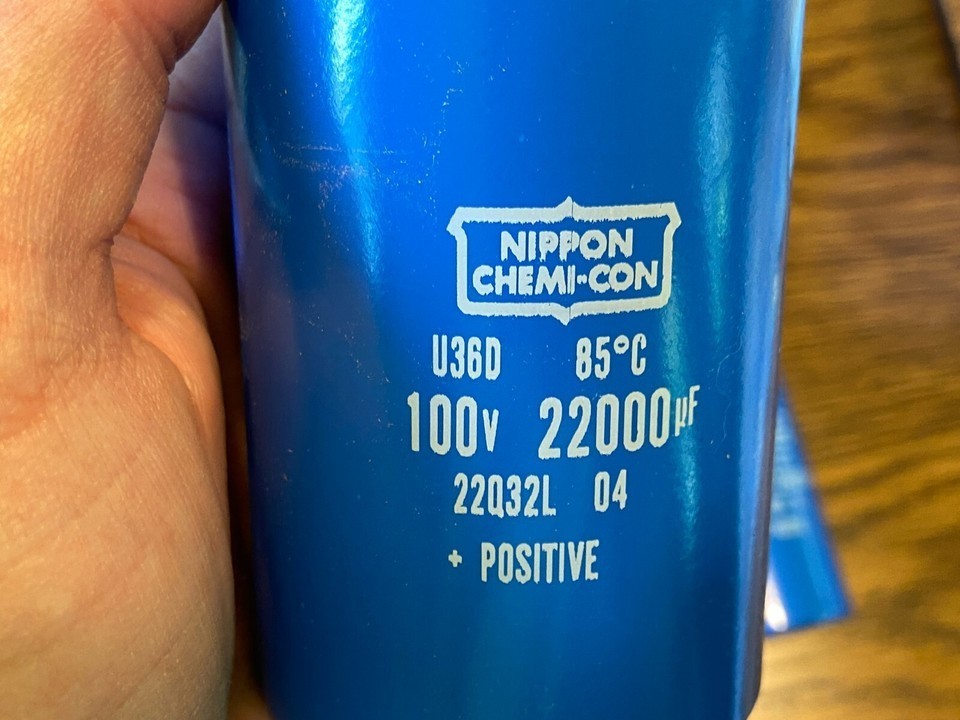 NIPPON
CHEMI-CON
U36D 85°C
100V 22000µF
22Q32L 04
+ POSITIVE